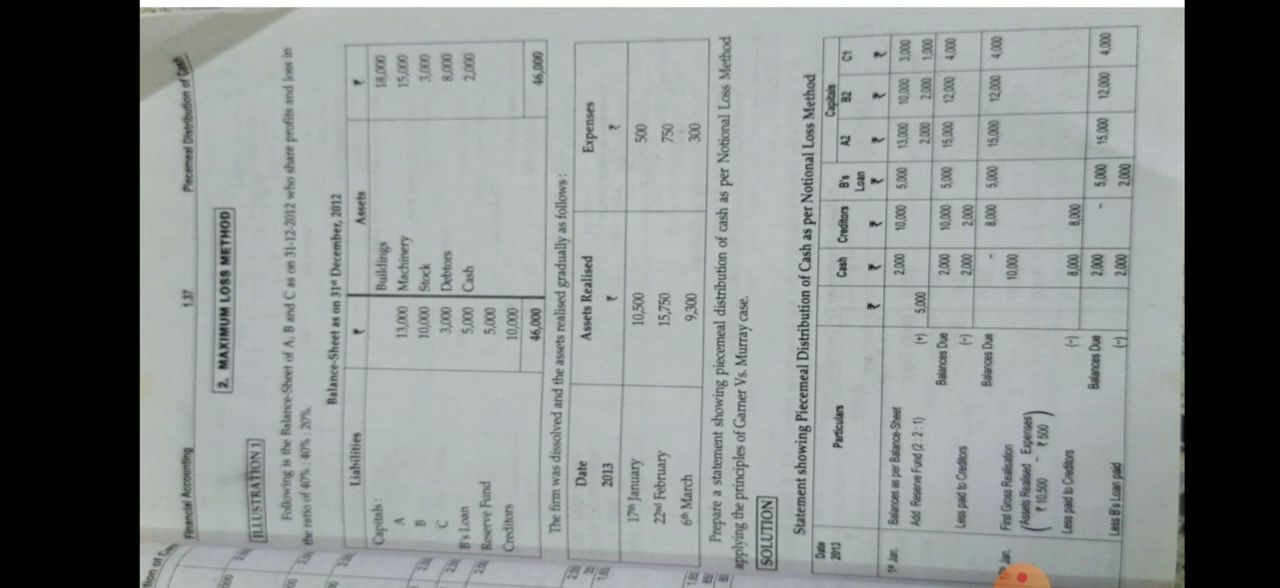 Financial Accounting 1.37 Piecemeal Distribution of Cash
2. MAXIMUM LOSS METHOD
ILLUSTRATION 1
Following is the Balance-Sheet of A, B and C as on 31-12-2012 who share profits and loss in
the ratio of 40% : 40% : 20%.
Balance-Sheet as on 31st December, 2012
Liabilities ₹ Assets ₹
Capitals : Buildings 18,000
A 13,000 Machinery 15,000
B 10,000 Stock 3,000
C 3,000 Debtors 8,000
B's Loan 5,000 Cash 2,000
Reserve Fund 5,000
Creditors 10,000
46,000 46,000
The firm was dissolved and the assets realised gradually as follows :
Date Assets Realised Expenses
2013 ₹ ₹
17th January 10,500 500
22nd February 15,750 750
6th March 9,300 300
Prepare a statement showing piecemeal distribution of cash as per Notional Loss Method
applying the principles of Garner Vs. Murray case.
SOLUTION
Statement showing Piecemeal Distribution of Cash as per Notional Loss Method
Date Particulars Cash Creditors B's Capitals
2013 Loan A2 B2 C1
₹ ₹ ₹ ₹ ₹ ₹ ₹
1st Jan. Balances as per Balance-Sheet 2,000 10,000 5,000 13,000 10,000 3,000
Add Reserve Fund (2 : 2 : 1) (+) 5,000 2,000 2,000 1,000
Balances Due 2,000 10,000 5,000 15,000 12,000 4,000
Less paid to Creditors (-) 2,000 2,000
Balances Due - 8,000 5,000 15,000 12,000 4,000
Jan. First Gross Realisation 10,000
(Assets Realised Expenses
₹ 10,500 - ₹ 500)
Less paid to Creditors (-) 8,000 8,000
Balances Due 2,000 - 5,000 15,000 12,000 4,000
Less B's Loan paid (-) 2,000 2,000